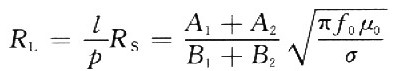 R_L = \frac{l}{p} R_S = \frac{A_1 + A_2}{B_1 + B_2} \sqrt{\frac{\pi f_0 \mu_0}{\sigma}}